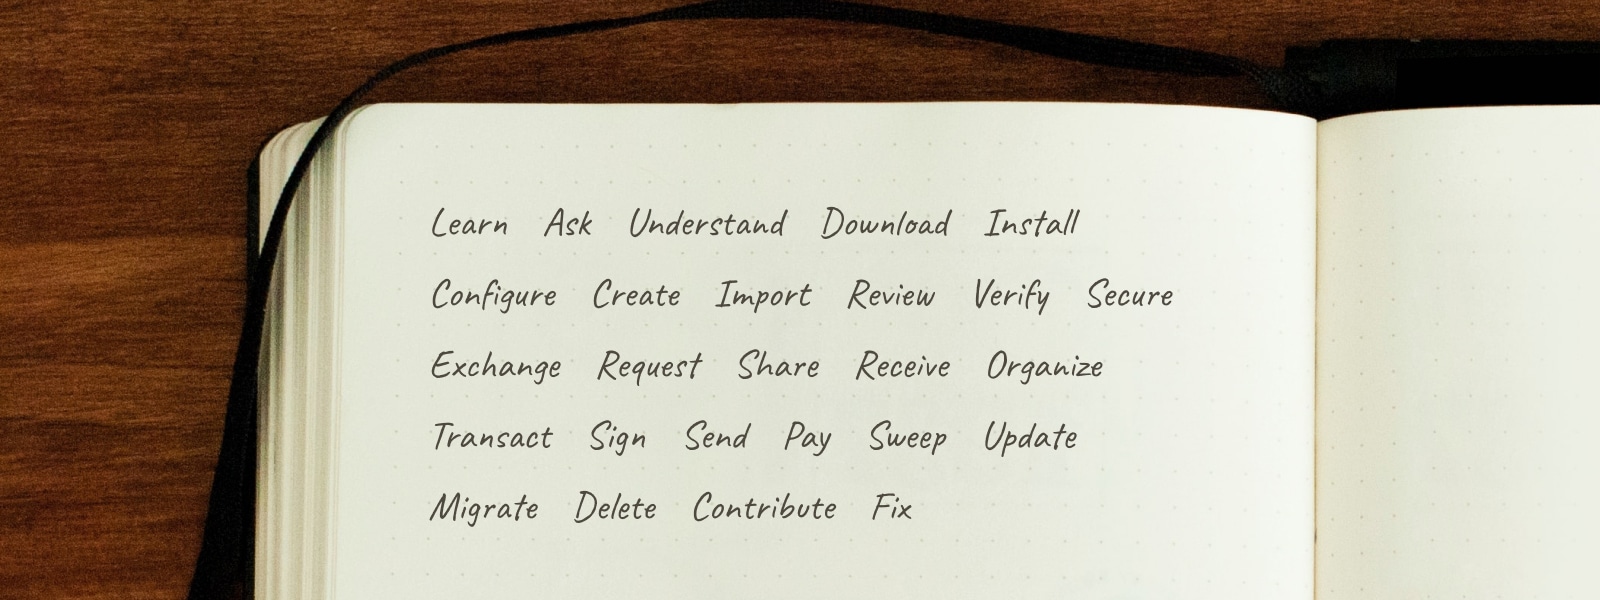 Learn Ask Understand Download Install
Configure Create Import Review Verify Secure
Exchange Request Share Receive Organize
Transact Sign Send Pay Sweep Update
Migrate Delete Contribute Fix